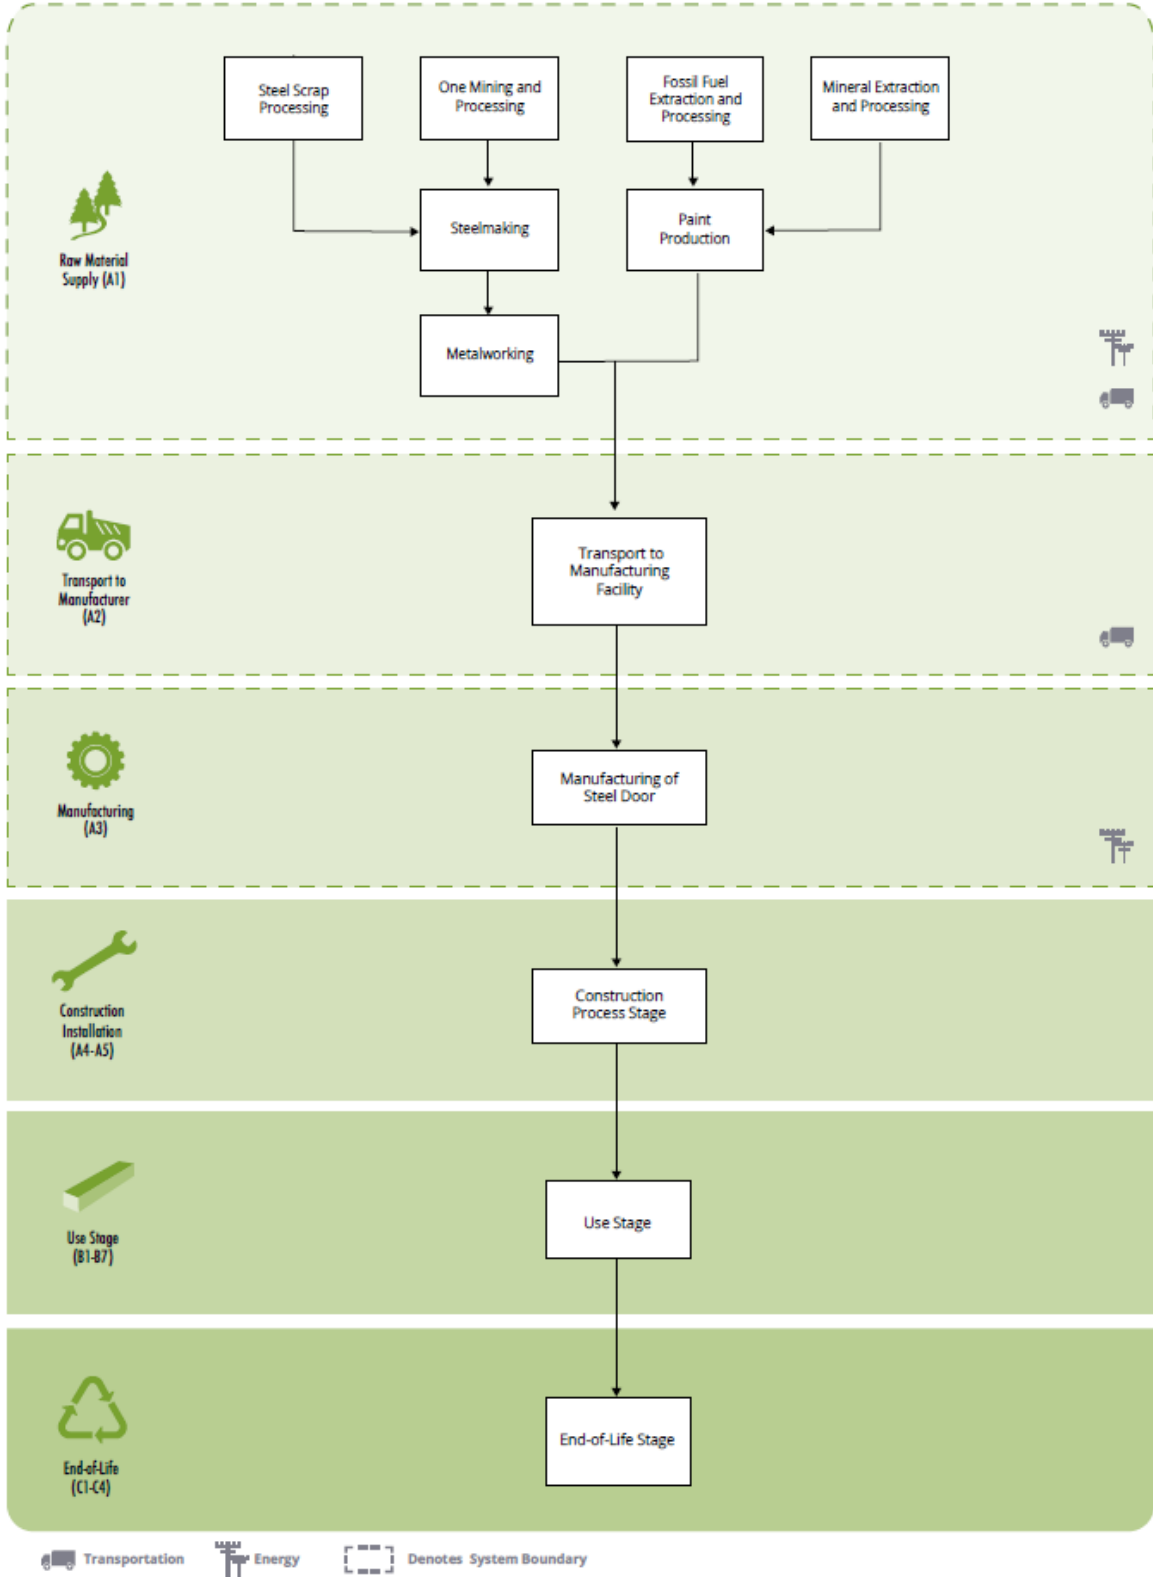 Steel Scrap
Processing
One Mining and
Processing
Fossil Fuel
Extraction and
Processing
Mineral Extraction
and Processing
Steelmaking
Paint
Production
Metalworking
Raw Material
Supply (A1)
Transport to
Manufacturer
(A2)
Transport to
Manufacturing
Facility
Manufacturing
(A3)
Manufacturing of
Steel Door
Construction
Installation
(A4-A5)
Construction
Process Stage
Use Stage
(B1-B7)
Use Stage
End-of-Life
(C1-C4)
End-of-Life Stage
Transportation
Energy
Denotes System Boundary